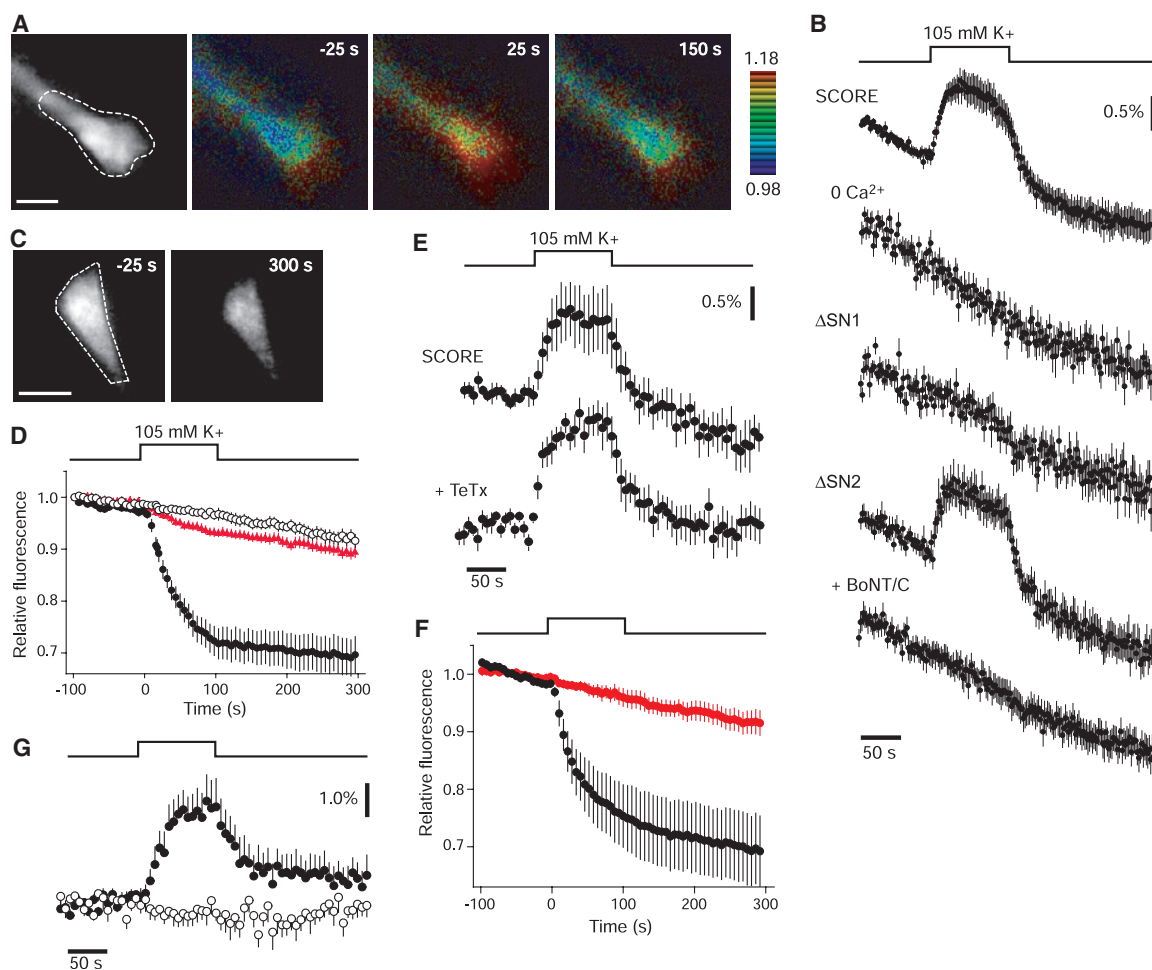 A
-25 s
25 s
150 s
1.18
0.98
B
105 mM K+
SCORE
0.5%
0 Ca²⁺
ΔSN1
ΔSN2
+ BoNT/C
50 s
C
-25 s
300 s
D
105 mM K+
Relative fluorescence
1.0
0.9
0.8
0.7
-100
0
100
200
300
Time (s)
E
105 mM K+
0.5%
SCORE
+ TeTx
50 s
F
Relative fluorescence
1.0
0.9
0.8
0.7
-100
0
100
200
300
Time (s)
G
1.0%
50 s